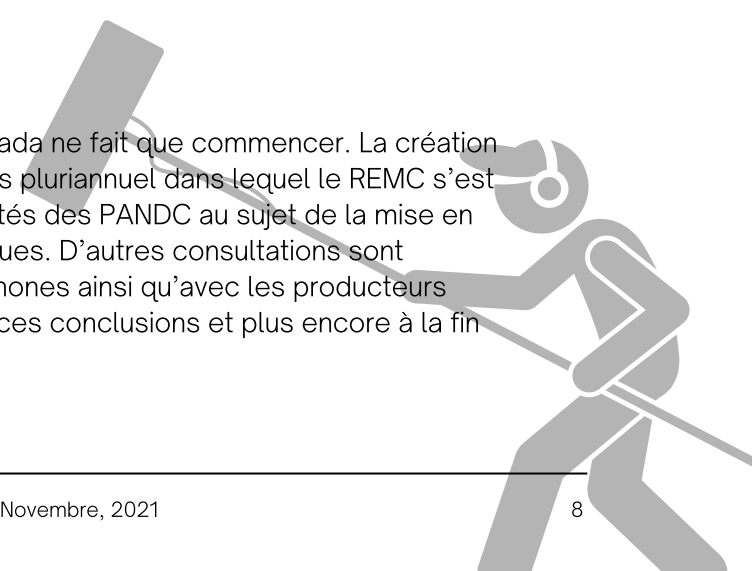 ada ne fait que commencer. La création
s pluriannuel dans lequel le REMC s’est
tés des PANDC au sujet de la mise en
ues. D’autres consultations sont
nones ainsi qu’avec les producteurs
ces conclusions et plus encore à la fin
Novembre, 2021 8